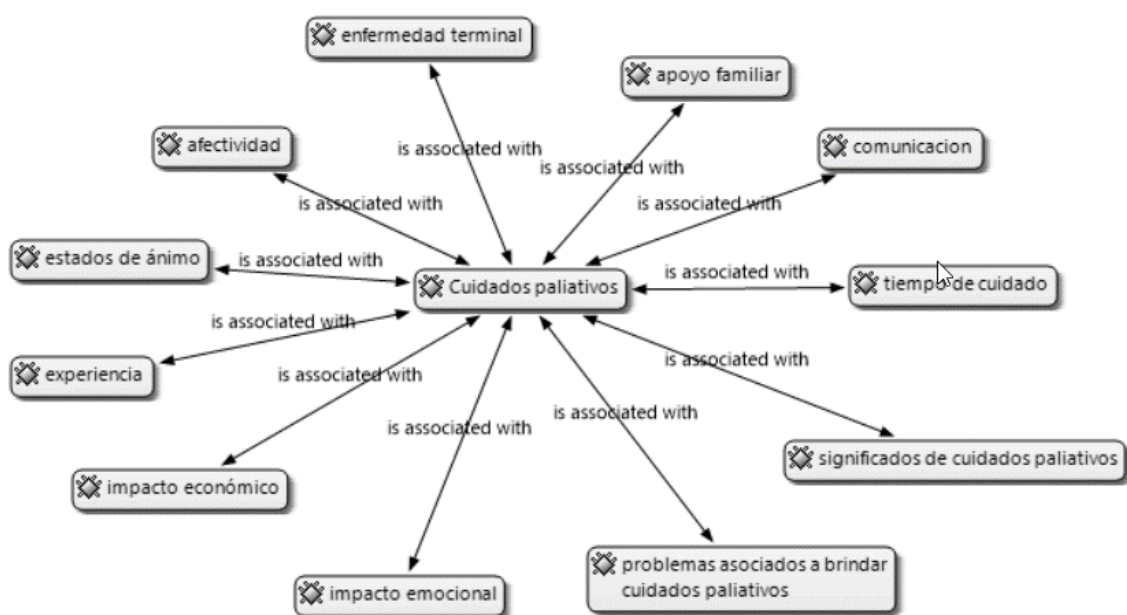 enfermedad terminal
apoyo familiar
is associated with
is associated with
afectividad
comunicacion
is associated with
is associated with
estados de ánimo
is associated with
is associated with
Cuidados paliativos
tiempo de cuidado
is associated with
is associated with
experiencia
is associated with
is associated with
is associated with
significados de cuidados paliativos
impacto económico
impacto emocional
problemas asociados a brindar
cuidados paliativos